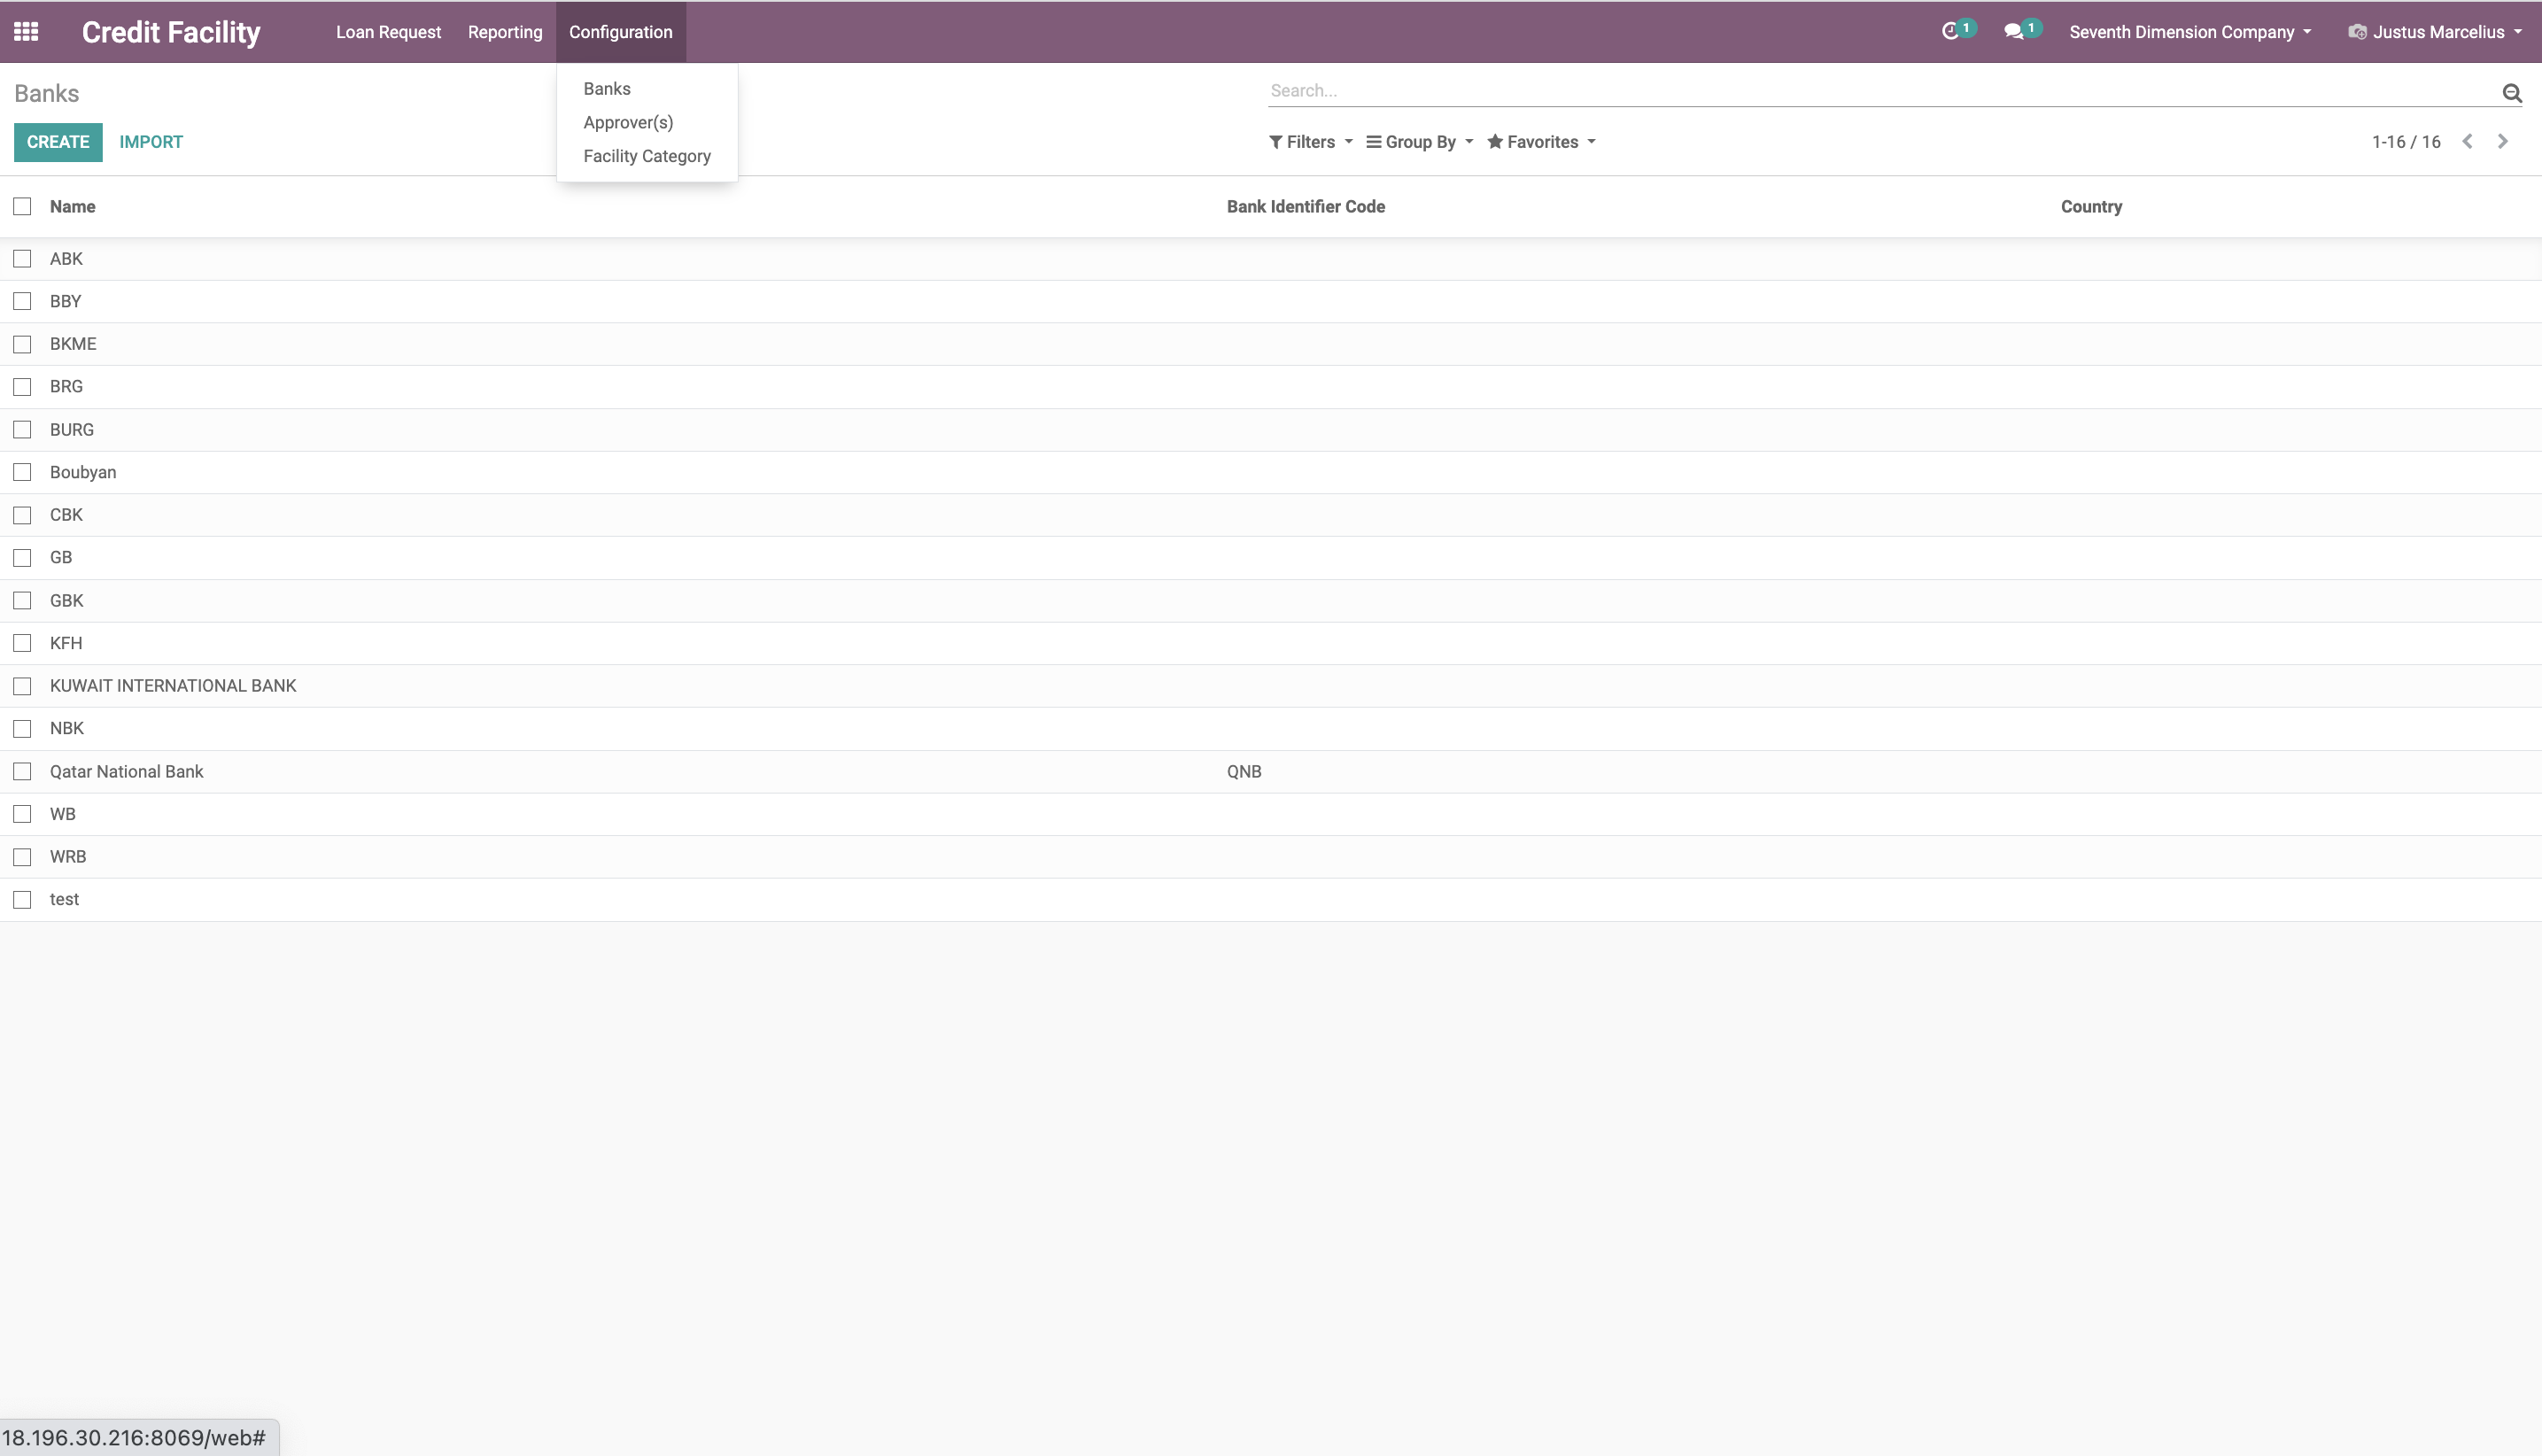 Credit Facility Loan Request Reporting Configuration 1 1 Seventh Dimension Company Justus Marcelius
Banks
Approver(s)
Facility Category
Banks
Search...
CREATE IMPORT
Filters Group By Favorites 1-16 / 16
Name Bank Identifier Code Country
ABK
BBY
BKME
BRG
BURG
Boubyan
CBK
GB
GBK
KFH
KUWAIT INTERNATIONAL BANK
NBK
Qatar National Bank QNB
WB
WRB
test
18.196.30.216:8069/web#